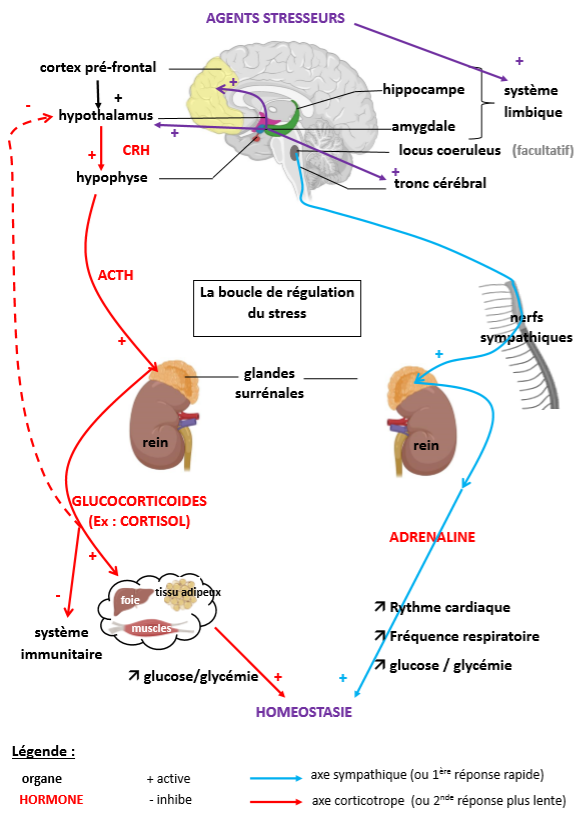 AGENTS STRESSEURS
+
cortex pré-frontal
+
hippocampe
système
limbique
-
+
hypothalamus
+
amygdale
+
CRH
locus coeruleus (facultatif)
+
hypophyse
tronc cérébral
ACTH
La boucle de régulation
du stress
nerfs
sympathiques
+
+
glandes
surrénales
rein
rein
GLUCOCORTICOIDES
(Ex : CORTISOL)
ADRENALINE
+
tissu adipeux
foie
-
muscles
↗ Rythme cardiaque
système
immunitaire
↗ Fréquence respiratoire
↗ glucose / glycémie
↗ glucose/glycémie
+
+
HOMEOSTASIE
Légende :
organe + active axe sympathique (ou 1ère réponse rapide)
HORMONE - inhibe axe corticotrope (ou 2nde réponse plus lente)